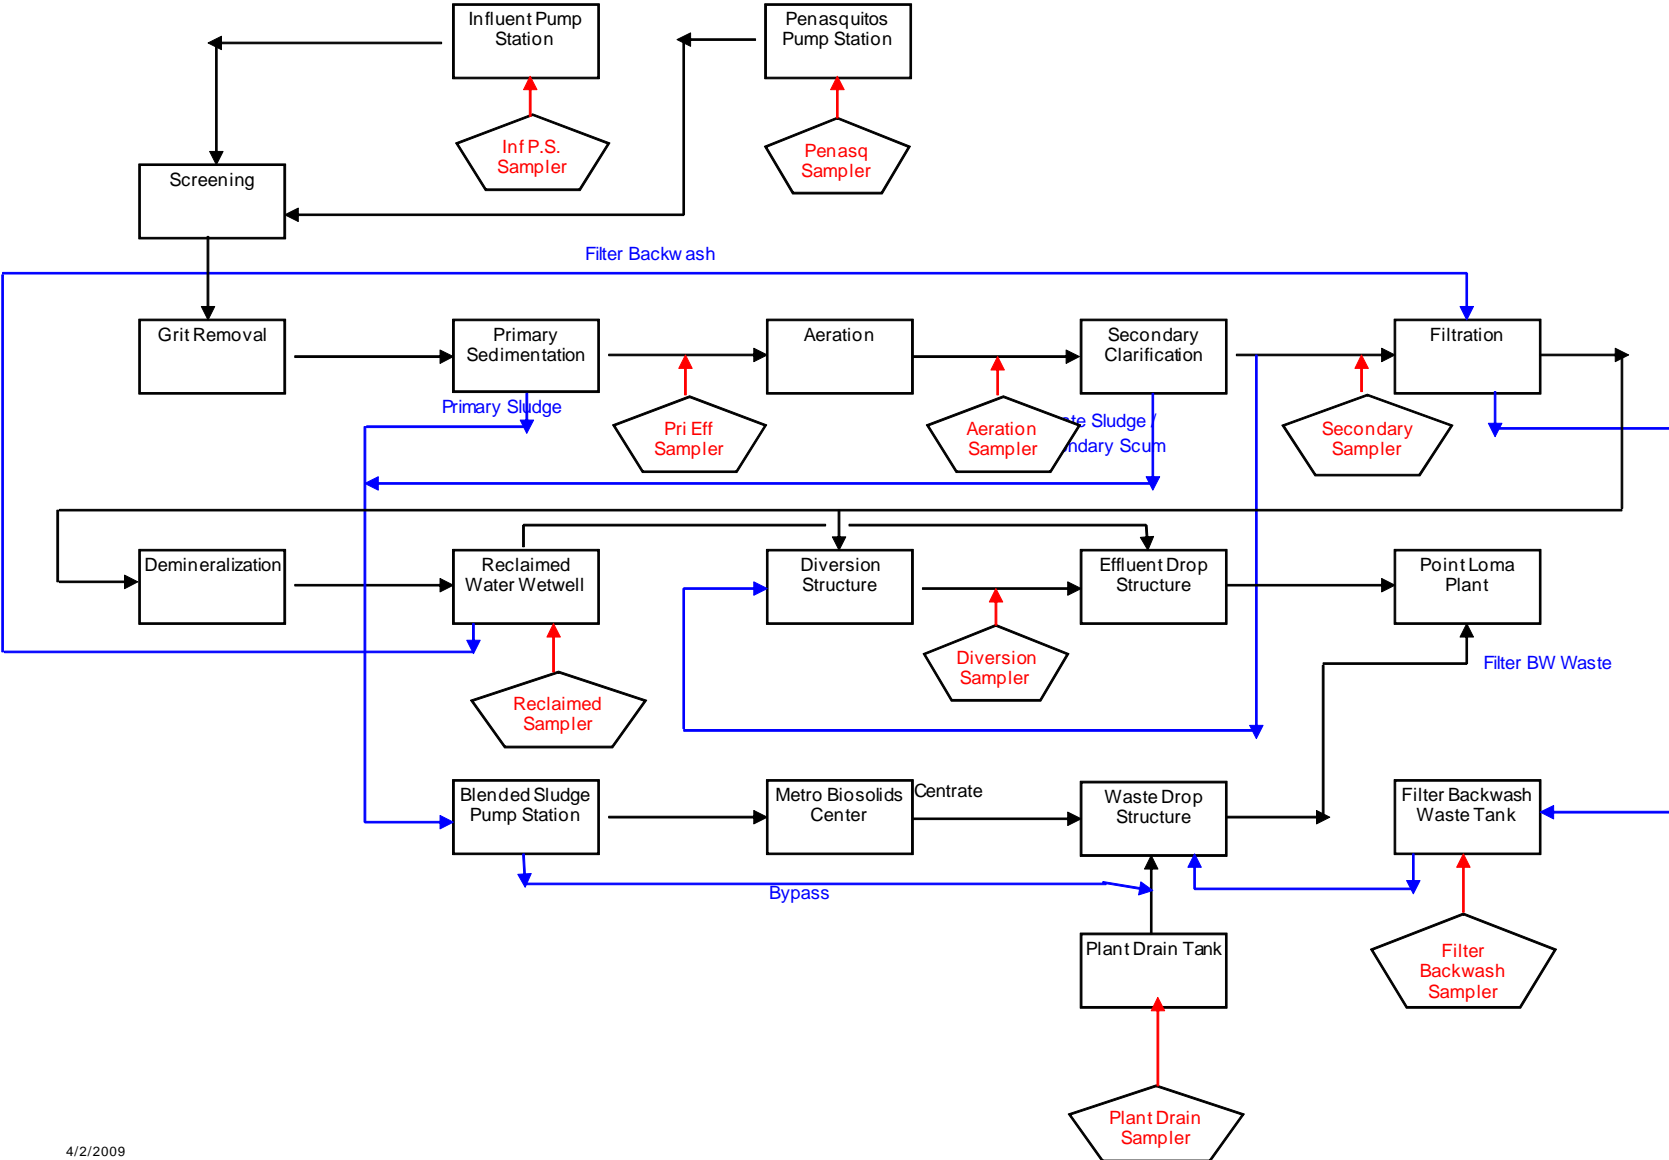 Influent Pump
Station
Penasquitos
Pump Station
Inf P.S.
Sampler
Penasq
Sampler
Screening
Filter Backwash
Grit Removal
Primary
Sedimentation
Aeration
Secondary
Clarification
Filtration
Primary Sludge
Pri Eff
Sampler
Aeration
Sampler
Sludge /
Scum
Secondary
Sampler
Demineralization
Reclaimed
Water Wetwell
Diversion
Structure
Effluent Drop
Structure
Point Loma
Plant
Diversion
Sampler
Filter BW Waste
Reclaimed
Sampler
Blended Sludge
Pump Station
Metro Biosolids
Center
Centrate
Waste Drop
Structure
Filter Backwash
Waste Tank
Bypass
Plant Drain Tank
Filter
Backwash
Sampler
Plant Drain
Sampler
4/2/2009